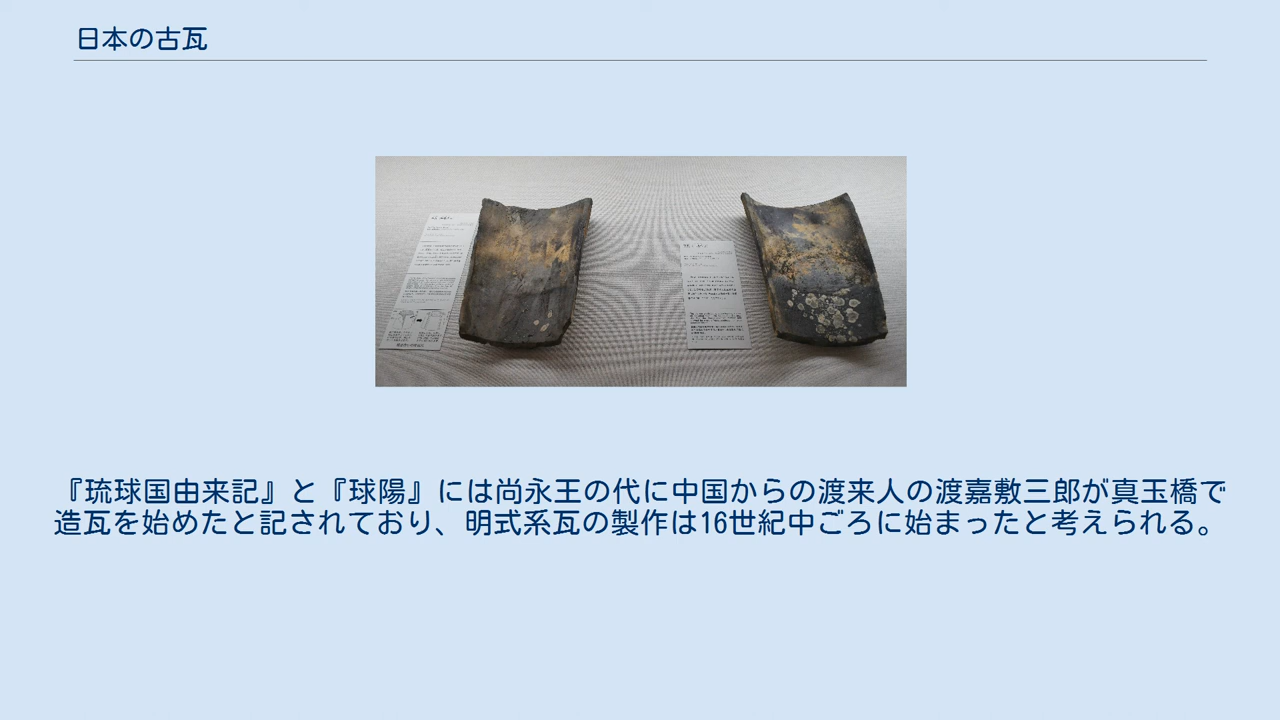 日本の古瓦
『琉球国由来記』と『球陽』には尚永王の代に中国からの渡来人の渡嘉敷三郎が真玉橋で
造瓦を始めたと記されており、明式系瓦の製作は16世紀中ごろに始まったと考えられる。